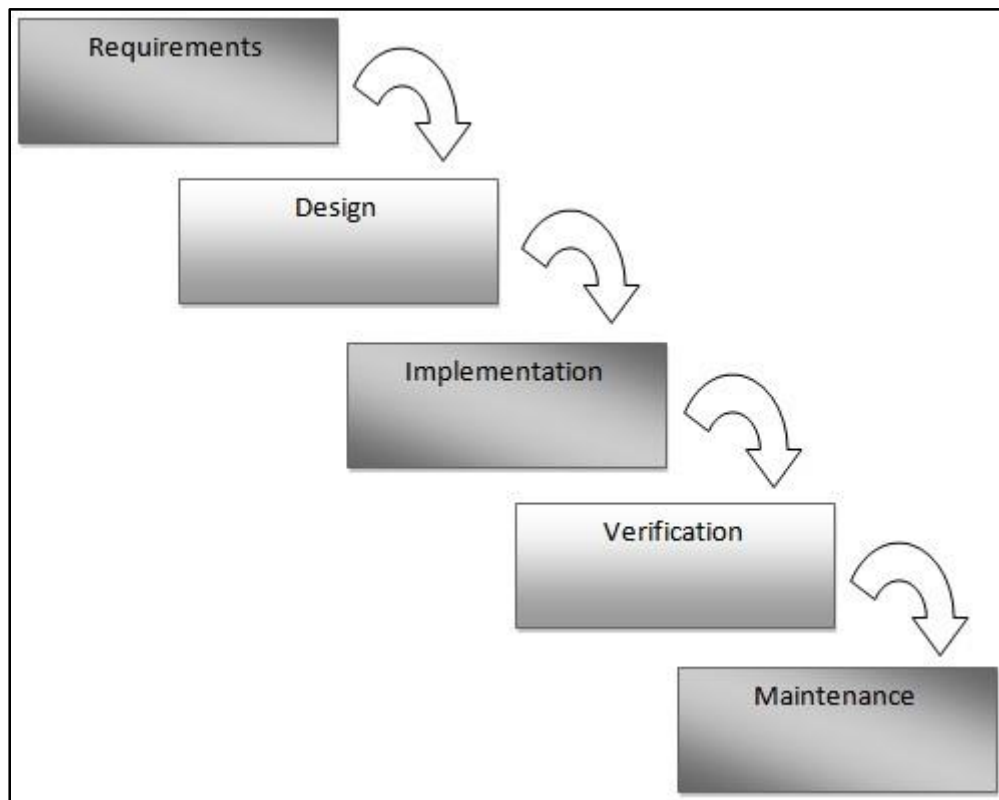 Requirements
Design
Implementation
Verification
Maintenance